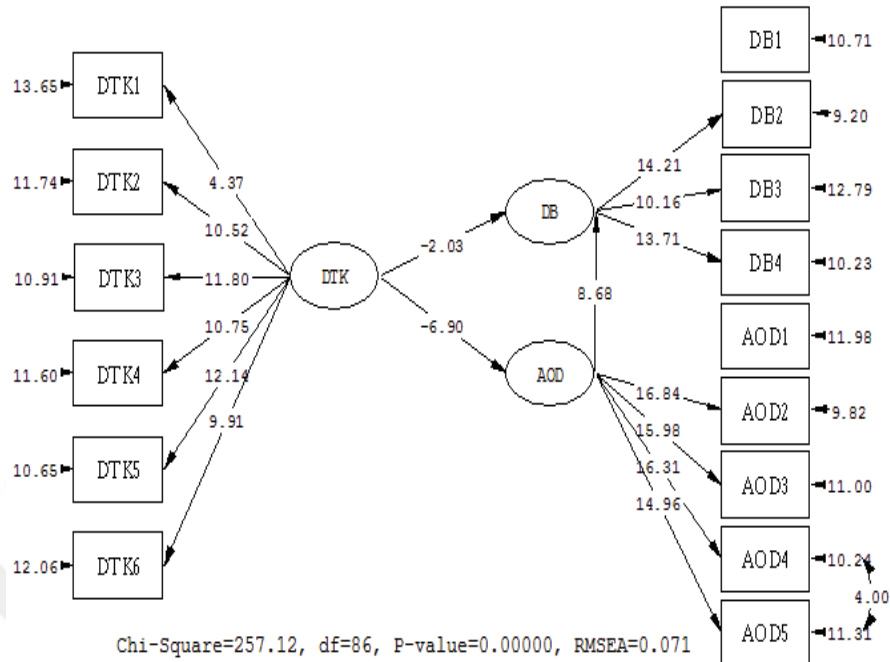 DB1
10.71
13.65
DTK1
DB2
9.20
4.37
14.21
11.74
DTK2
DB3
12.79
10.16
10.52
DB
-2.03
13.71
DB4
10.23
10.91
DTK3
11.80
DTK
8.68
10.75
-6.90
AOD1
11.98
11.60
DTK4
12.14
AOD
16.84
AOD2
9.82
9.91
15.98
10.65
DTK5
16.31
AOD3
11.00
14.96
12.06
DTK6
AOD4
10.24
4.00
AOD5
11.31
Chi-Square=257.12, df=86, P-value=0.00000, RMSEA=0.071